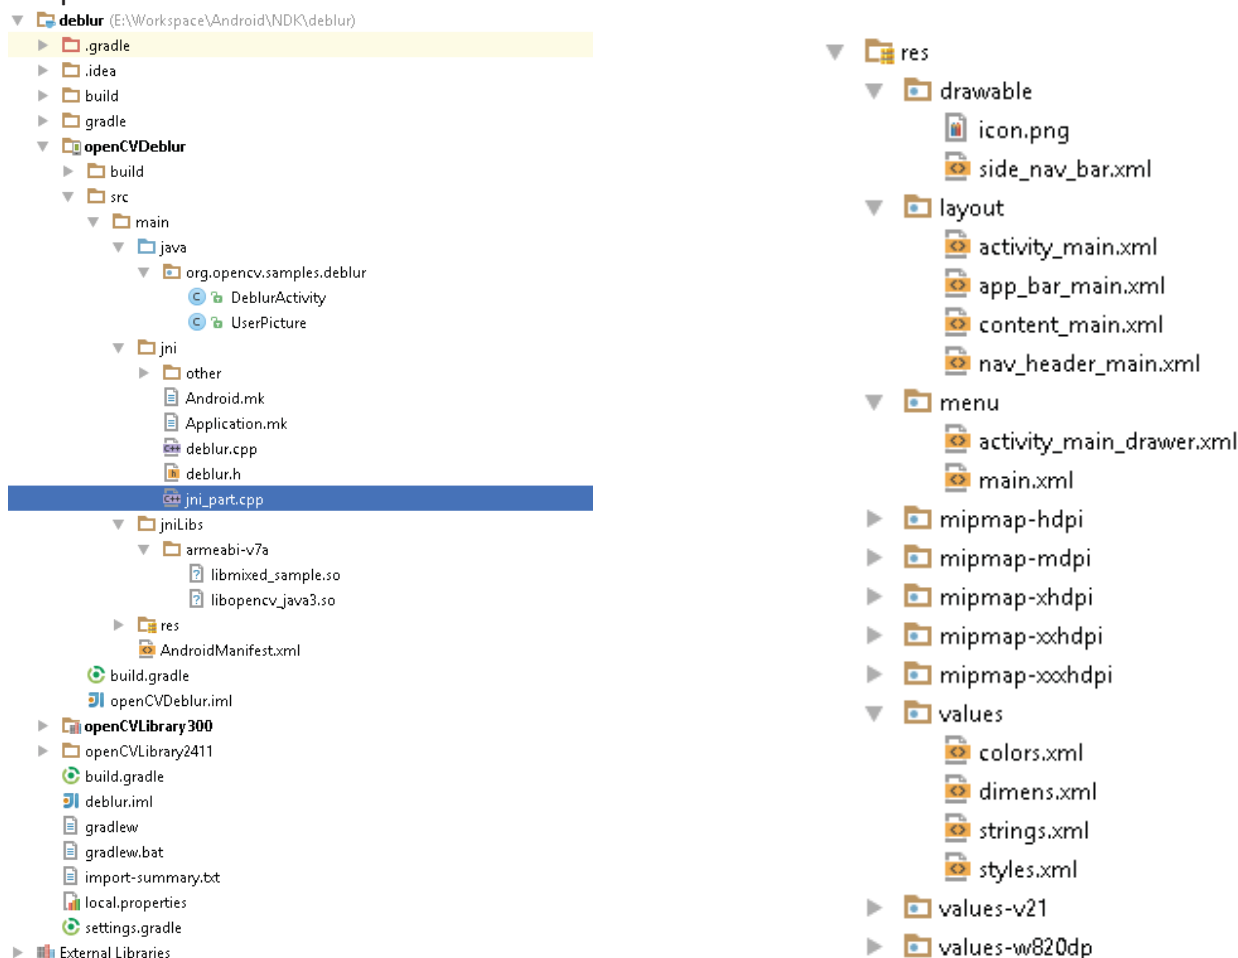 deblur (E:\Workspace\Android\NDK\deblur)
.gradle
.idea
build
gradle
openCVDeblur
build
src
main
java
org.opencv.samples.deblur
DeblurActivity
UserPicture
jni
other
Android.mk
Application.mk
deblur.cpp
deblur.h
jni_part.cpp
jniLibs
armeabi-v7a
libmixed_sample.so
libopencv_java3.so
res
AndroidManifest.xml
build.gradle
openCVDeblur.iml
openCVLibrary300
openCVLibrary2411
build.gradle
deblur.iml
gradlew
gradlew.bat
import-summary.txt
local.properties
settings.gradle
External Libraries
res
drawable
icon.png
side_nav_bar.xml
layout
activity_main.xml
app_bar_main.xml
content_main.xml
nav_header_main.xml
menu
activity_main_drawer.xml
main.xml
mipmap-hdpi
mipmap-mdpi
mipmap-xhdpi
mipmap-xxhdpi
mipmap-xxxhdpi
values
colors.xml
dimens.xml
strings.xml
styles.xml
values-v21
values-w820dp